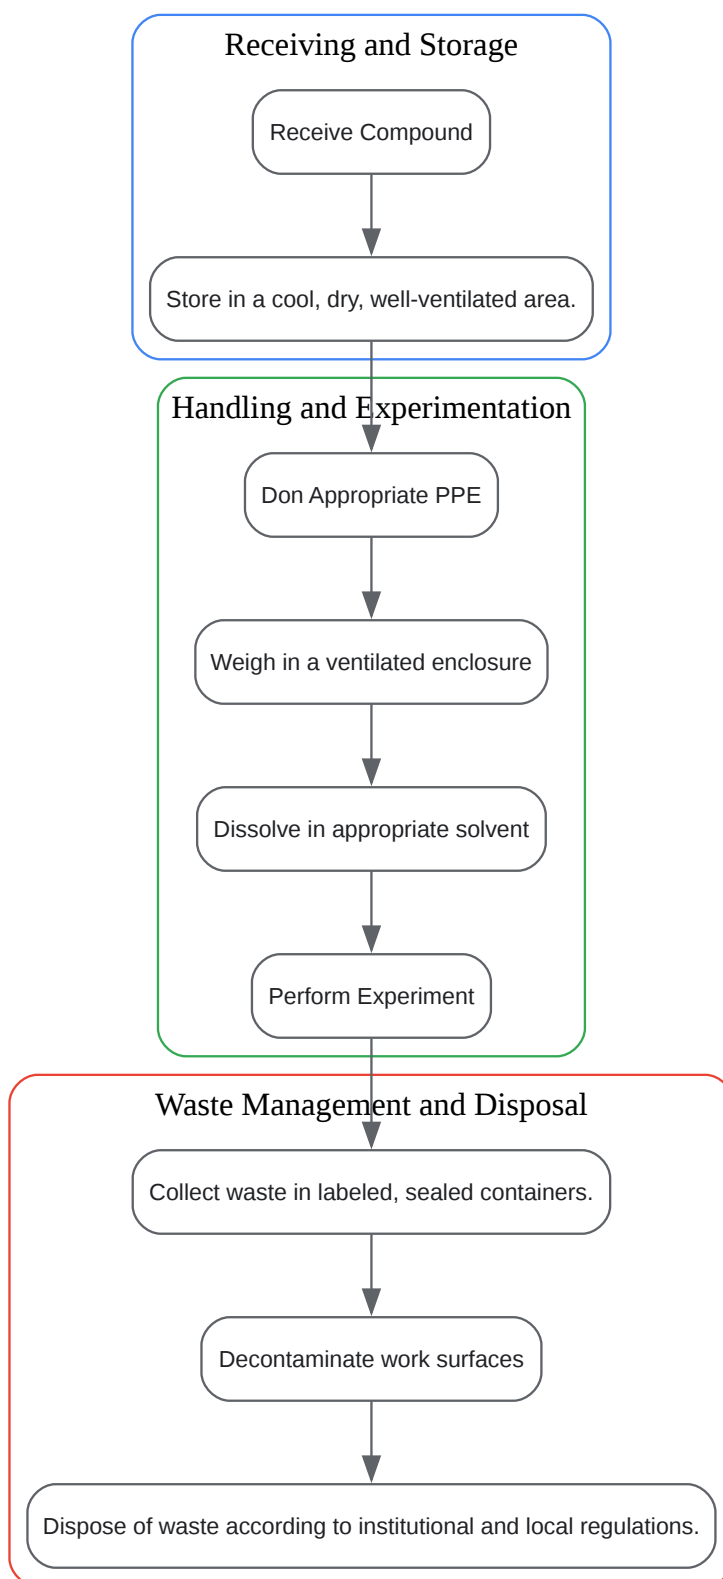 Receiving and Storage
Receive Compound
Store in a cool, dry, well-ventilated area.
Handling and Experimentation
Don Appropriate PPE
Weigh in a ventilated enclosure
Dissolve in appropriate solvent
Perform Experiment
Waste Management and Disposal
Collect waste in labeled, sealed containers.
Decontaminate work surfaces
Dispose of waste according to institutional and local regulations.